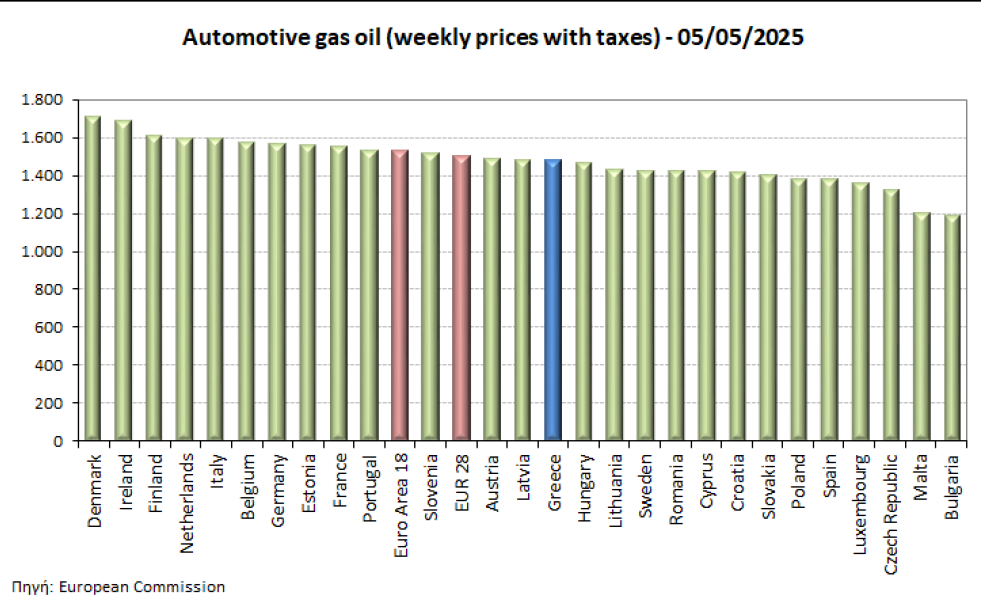 Automotive gas oil (weekly prices with taxes) - 05/05/2025
1.800
1.600
1.400
1.200
1.000
800
600
400
200
0
Denmark
Ireland
Finland
Netherlands
Italy
Belgium
Germany
Estonia
France
Portugal
Euro Area 18
Slovenia
EUR 28
Austria
Latvia
Greece
Hungary
Lithuania
Sweden
Romania
Cyprus
Croatia
Slovakia
Poland
Spain
Luxembourg
Czech Republic
Malta
Bulgaria
Πηγή: European Commission